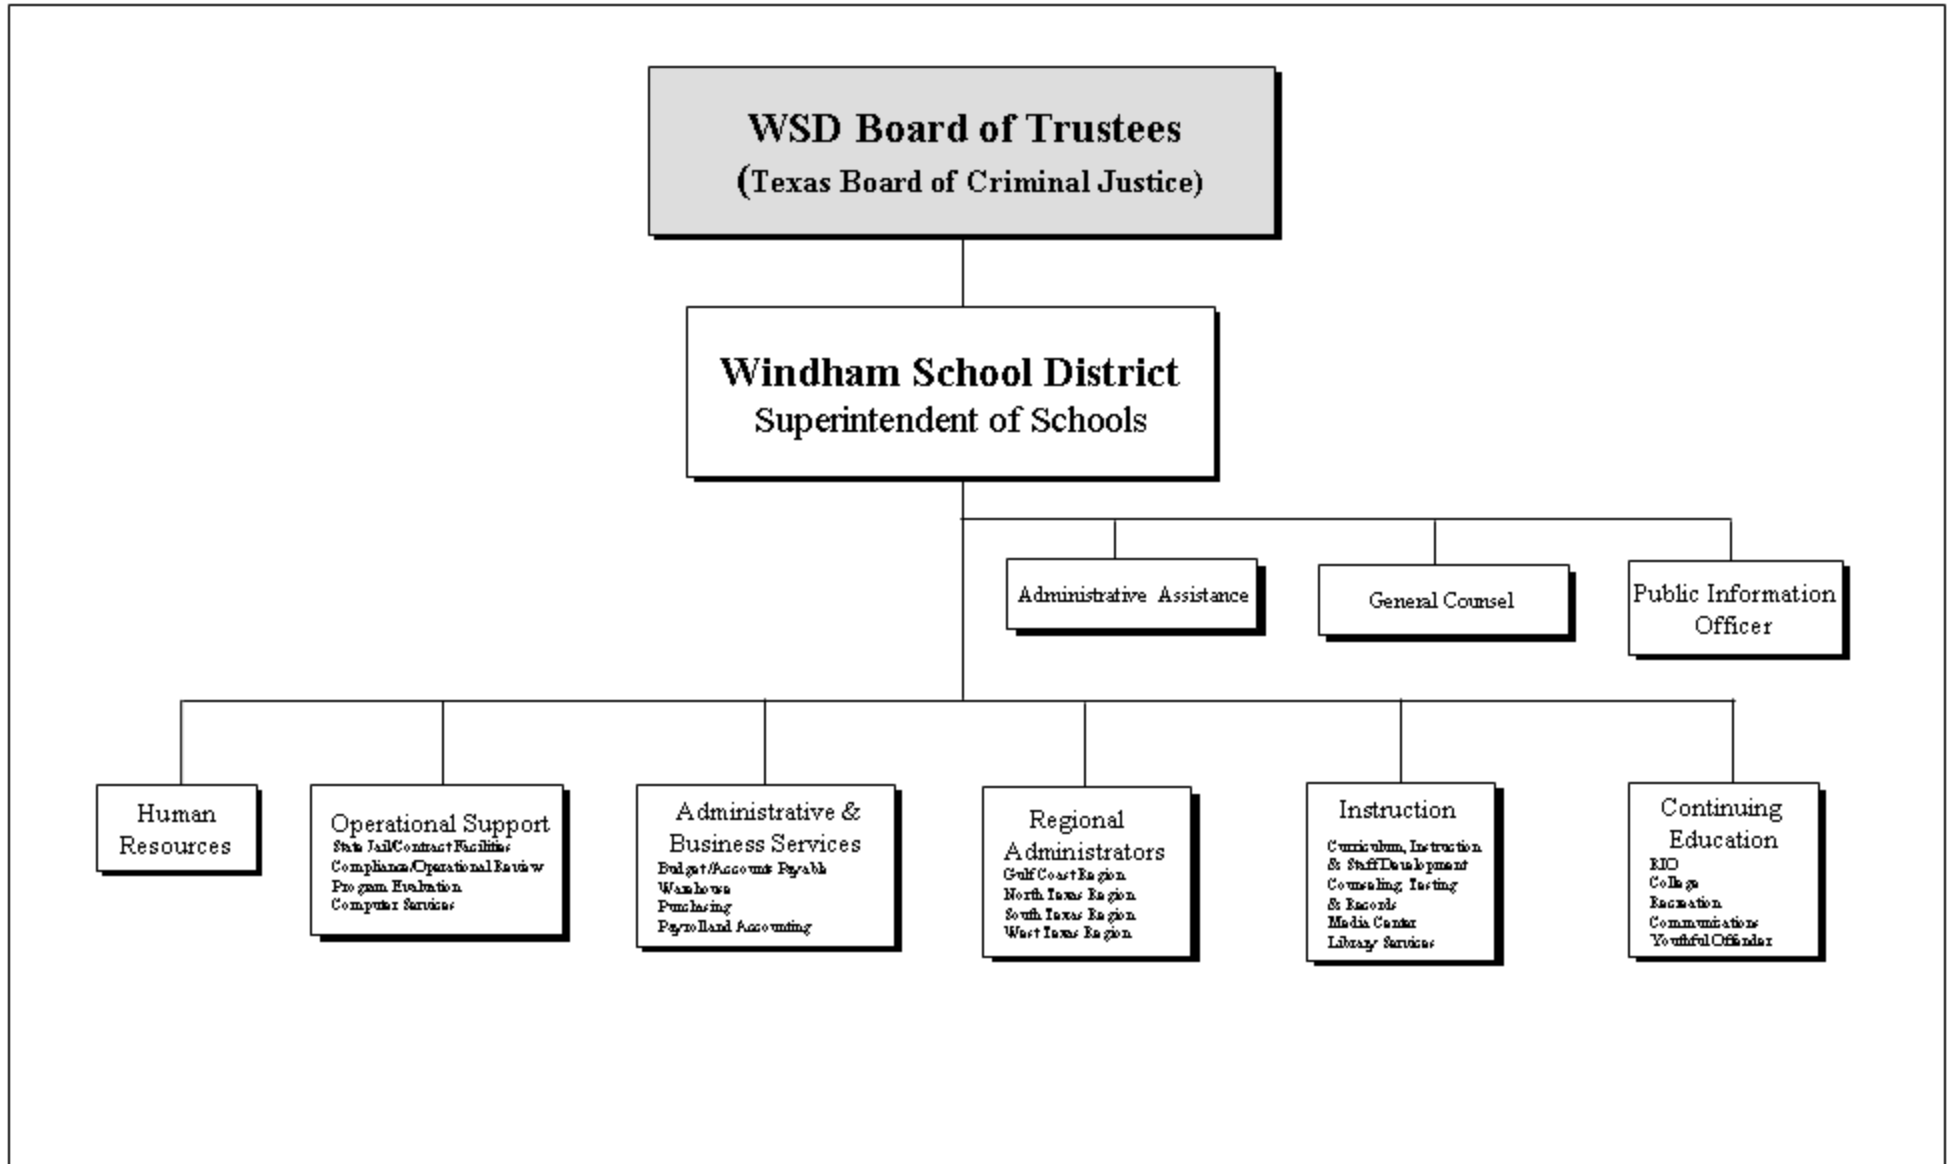 WSD Board of Trustees
(Texas Board of Criminal Justice)
Windham School District
Superintendent of Schools
Administrative Assistance
General Counsel
Public Information
Officer
Human
Resources
Operational Support
State Jail/Contract Facilities
Compliance/Operational Review
Program Evaluation
Computer Services
Administrative &
Business Services
Budget/Accounts Payable
Warehouse
Purchasing
Payroll and Accounting
Regional
Administrators
Gulf Coast Region
North Texas Region
South Texas Region
West Texas Region
Instruction
Curriculum, Instruction
& Staff Development
Counseling, Testing
& Records
Media Center
Library Services
Continuing
Education
RIO
College
Recreation
Communications
Youthful Offender